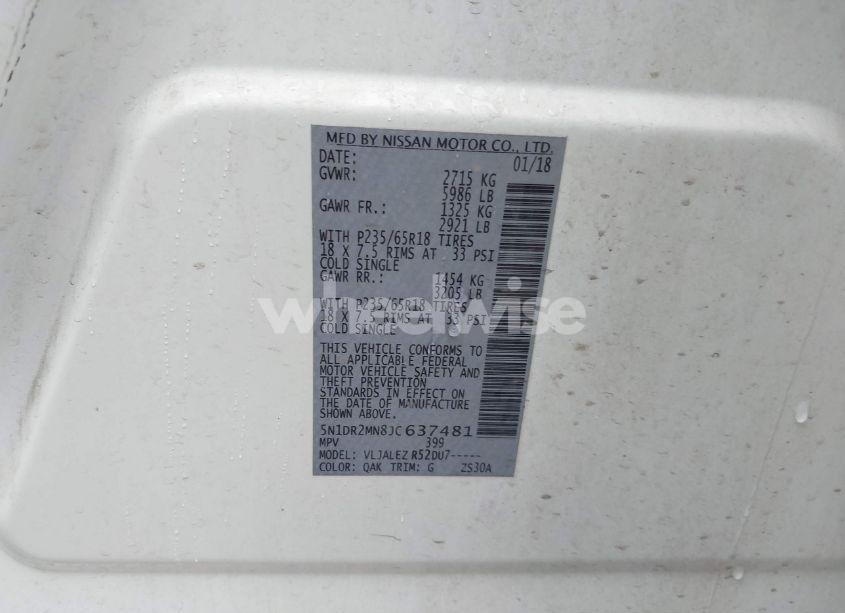 MFD BY NISSAN MOTOR CO., LTD.
DATE: 01/18
GVWR: 2715 KG
5986 LB
GAWR FR.: 1325 KG
2921 LB
WITH P235/65R18 TIRES
18 X 7.5 RIMS AT 33 PSI
COLD SINGLE
GAWR RR.: 1454 KG
3205 LB
WITH P235/65R18 TIRES
18 X 7.5 RIMS AT 33 PSI
COLD SINGLE
wheelwise
THIS VEHICLE CONFORMS TO
ALL APPLICABLE FEDERAL
MOTOR VEHICLE SAFETY AND
THEFT PREVENTION
STANDARDS IN EFFECT ON
THE DATE OF MANUFACTURE
SHOWN ABOVE.
5N1DR2MN8JC637481
MPV 399
MODEL: VLJALEZ R52DU7-----
COLOR: QAK TRIM: G ZS30A